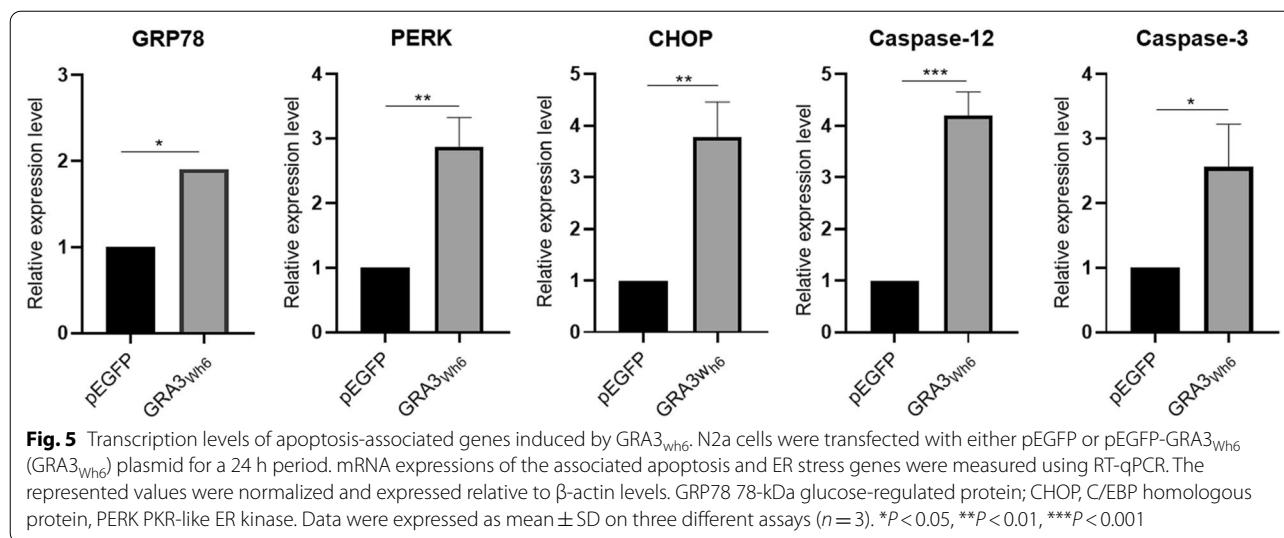 GRP78
PERK
CHOP
Caspase-12
Caspase-3
Relative expression level
3
2
1
0
*
pEGFP
GRA3Wh6
Relative expression level
4
3
2
1
0
**
pEGFP
GRA3Wh6
Relative expression level
5
4
3
2
1
0
**
pEGFP
GRA3Wh6
Relative expression level
5
4
3
2
1
0
***
pEGFP
GRA3Wh6
Relative expression level
4
3
2
1
0
*
pEGFP
GRA3Wh6
Fig. 5 Transcription levels of apoptosis-associated genes induced by GRA3wh6. N2a cells were transfected with either pEGFP or pEGFP-GRA3Wh6
(GRA3Wh6) plasmid for a 24 h period. mRNA expressions of the associated apoptosis and ER stress genes were measured using RT-qPCR. The
represented values were normalized and expressed relative to β-actin levels. GRP78 78-kDa glucose-regulated protein; CHOP, C/EBP homologous
protein, PERK PKR-like ER kinase. Data were expressed as mean ± SD on three different assays (n = 3). *P < 0.05, **P < 0.01, ***P < 0.001